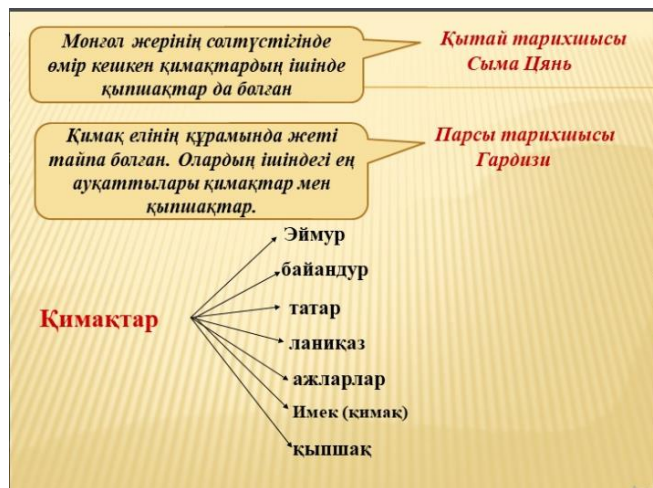 Монғол жерінің солтүстігінде
өмір кешкен қимақтардың ішінде
қыпшақтар да болған
Қытай тарихшысы
Сыма Цянь
Қимақ елінің құрамында жеті
тайпа болған. Олардың ішіндегі ең
ауқаттылары қимақтар мен
қыпшақтар.
Парсы тарихшысы
Гардизи
Қимақтар
Эймур
байандур
татар
ланиқаз
ажларлар
Имек (қимақ)
қыпшақ